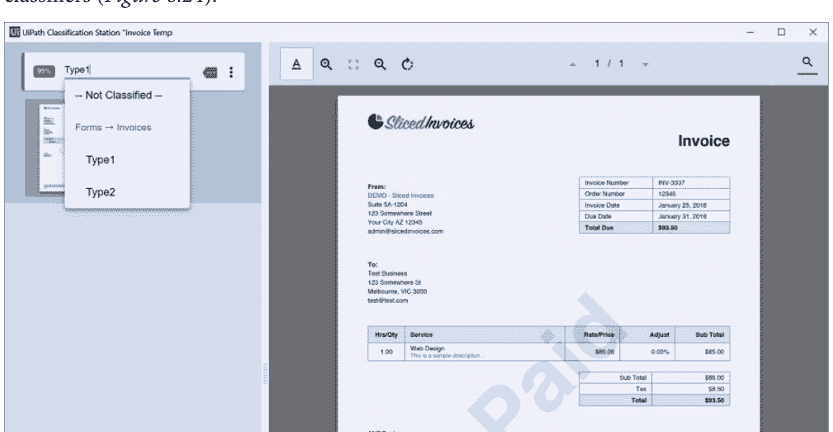 classifiers (Figure 8.24):
UiPath Classification Station "Invoice Temp
99% Type1
-- Not Classified --
Forms → Invoices
Type1
Type2
A
1 / 1
Sliced Invoices
Invoice
From:
DEMO - Sliced Invoices
Suite 5A-1204
123 Somewhere Street
Your City AZ 12345
admin@slicedinvoices.com
Invoice Number INV-3337
Order Number 12345
Invoice Date January 25, 2016
Due Date January 31, 2016
Total Due $93.50
To:
Test Business
123 Somewhere St
Melbourne, VIC 3000
test@test.com
Hrs/Qty Service Rate/Price Adjust Sub Total
1.00 Web Design $85.00 0.00% $85.00
This is a sample description...
Sub Total $85.00
Tax $8.50
Total $93.50
Paid